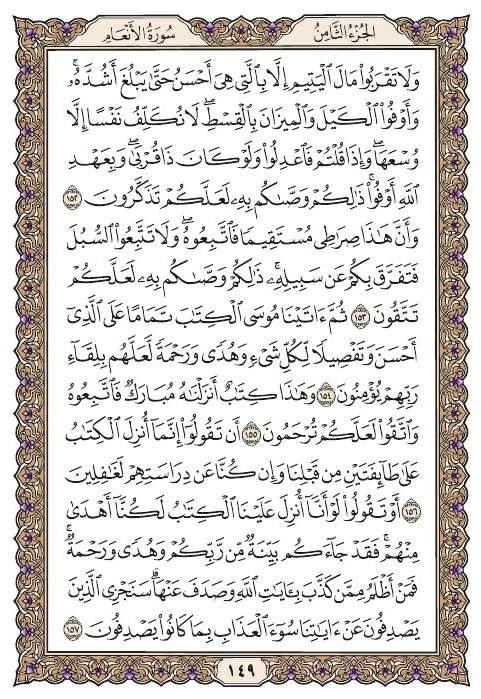 الجزء الثامن
سورة الأنعام
وَلَا تَقْرَبُوا۟ مَالَ ٱلْيَتِيمِ إِلَّا بِٱلَّتِى هِىَ أَحْسَنُ حَتَّىٰ يَبْلُغَ أَشُدَّهُۥۚ
وَأَوْفُوا۟ ٱلْكَيْلَ وَٱلْمِيزَانَ بِٱلْقِسْطِۖ لَا نُكَلِّفُ نَفْسًا إِلَّا
وُسْعَهَاۖ وَإِذَا قُلْتُمْ فَٱعْدِلُوا۟ وَلَوْ كَانَ ذَا قُرْبَىٰۖ وَبِعَهْدِ
ٱللَّهِ أَوْفُوا۟ۚ ذَٰلِكُمْ وَصَّىٰكُم بِهِۦ لَعَلَّكُمْ تَذَكَّرُونَ ١٥٢
وَأَنَّ هَٰذَا صِرَٰطِى مُسْتَقِيمًا فَٱتَّبِعُوهُۖ وَلَا تَتَّبِعُوا۟ ٱلسُّبُلَ
فَتَفَرَّقَ بِكُمْ عَن سَبِيلِهِۦۚ ذَٰلِكُمْ وَصَّىٰكُم بِهِۦ لَعَلَّكُمْ
تَتَّقُونَ ١٥٣ ثُمَّ ءَاتَيْنَا مُوسَى ٱلْكِتَٰبَ تَمَامًا عَلَى ٱلَّذِىٓ
أَحْسَنَ وَتَفْصِيلًا لِّكُلِّ شَىْءٍ وَهُدًى وَرَحْمَةً لَّعَلَّهُم بِلِقَآءِ
رَبِّهِمْ يُؤْمِنُونَ ١٥٤ وَهَٰذَا كِتَٰبٌ أَنزَلْنَٰهُ مُبَارَكٌ فَٱتَّبِعُوهُ
وَٱتَّقُوا۟ لَعَلَّكُمْ تُرْحَمُونَ ١٥٥ أَن تَقُولُوٓا۟ إِنَّمَآ أُنزِلَ ٱلْكِتَٰبُ
عَلَىٰ طَآئِفَتَيْنِ مِن قَبْلِنَا وَإِن كُنَّا عَن دِرَاسَتِهِمْ لَغَٰفِلِينَ
١٥٦ أَوْ تَقُولُوا۟ لَوْ أَنَّآ أُنزِلَ عَلَيْنَا ٱلْكِتَٰبُ لَكُنَّآ أَهْدَىٰ
مِنْهُمْۚ فَقَدْ جَآءَكُم بَيِّنَةٌ مِّن رَّبِّكُمْ وَهُدًى وَرَحْمَةٌۚ
فَمَنْ أَظْلَمُ مِمَّن كَذَّبَ بِـَٔايَٰتِ ٱللَّهِ وَصَدَفَ عَنْهَاۗ سَنَجْزِى ٱلَّذِينَ
يَصْدِفُونَ عَنْ ءَايَٰتِنَا سُوٓءَ ٱلْعَذَابِ بِمَا كَانُوا۟ يَصْدِفُونَ ١٥٧
١٤٩